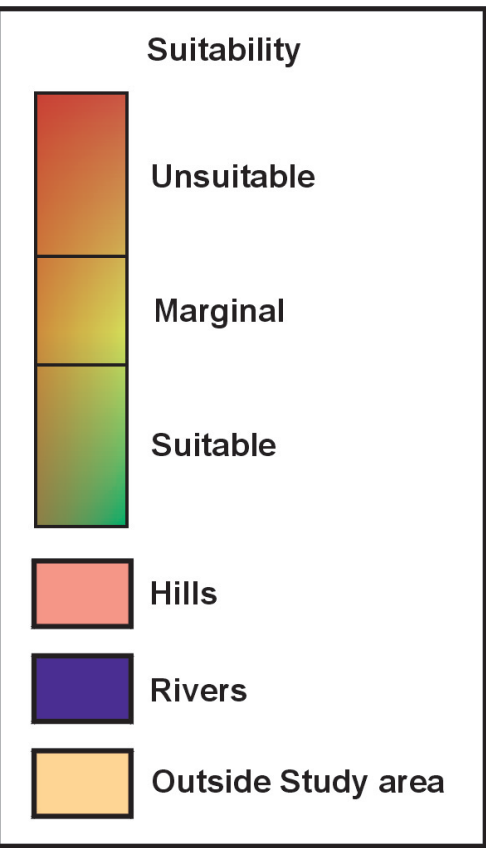 Suitability
Unsuitable
Marginal
Suitable
Hills
Rivers
Outside Study area